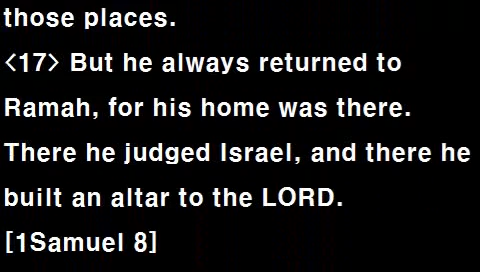 those places.
<17> But he always returned to
Ramah, for his home was there.
There he judged Israel, and there he
built an altar to the LORD.
[1Samuel 8]